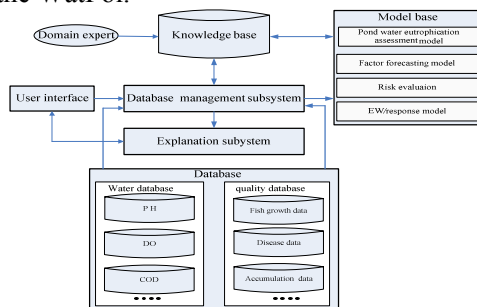 the WatPol.
Model base
Domain expert
Knowledge base
Pond water eutrophication
assessment model
Factor forecasting model
Risk evaluaion
EW/response model
User interface
Database management subsystem
Explanation subystem
Database
Water database
quality database
P H
DO
COD
Fish growth data
Disease data
Accumulation data